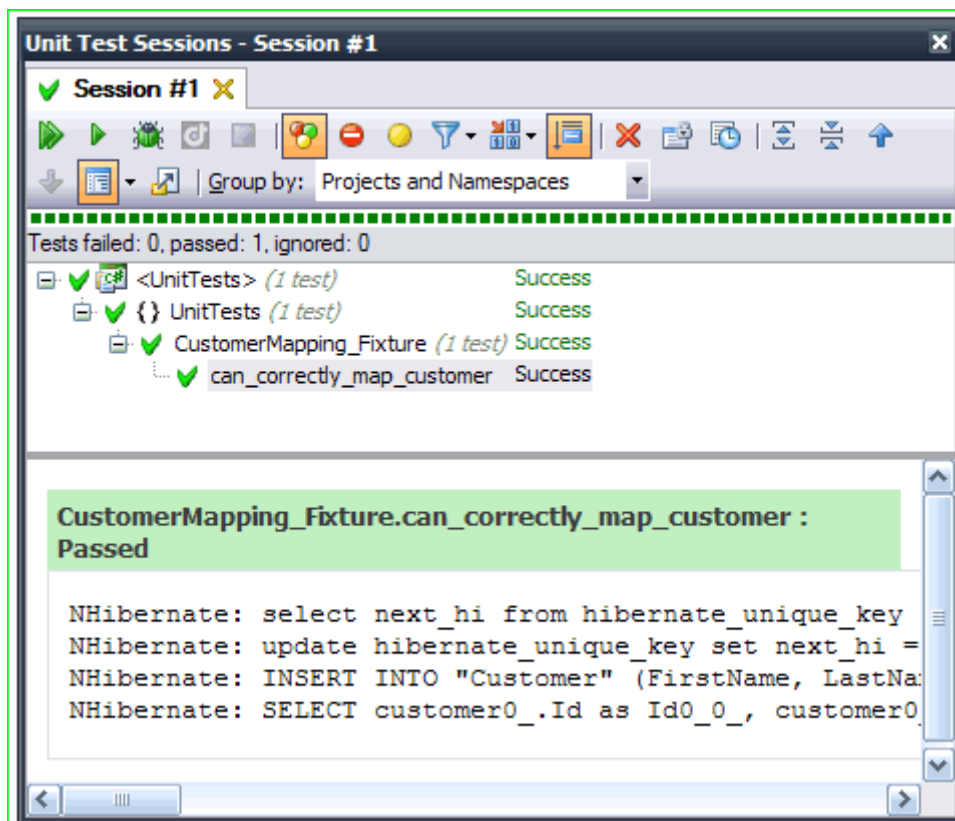 Unit Test Sessions - Session #1
Session #1
Group by: Projects and Namespaces
Tests failed: 0, passed: 1, ignored: 0
<UnitTests> (1 test) Success
{ } UnitTests (1 test) Success
CustomerMapping_Fixture (1 test) Success
can_correctly_map_customer Success
CustomerMapping_Fixture.can_correctly_map_customer :
Passed
NHibernate: select next_hi from hibernate_unique_key
NHibernate: update hibernate_unique_key set next_hi =
NHibernate: INSERT INTO "Customer" (FirstName, LastNa
NHibernate: SELECT customer0_.Id as Id0_0_, customer0_